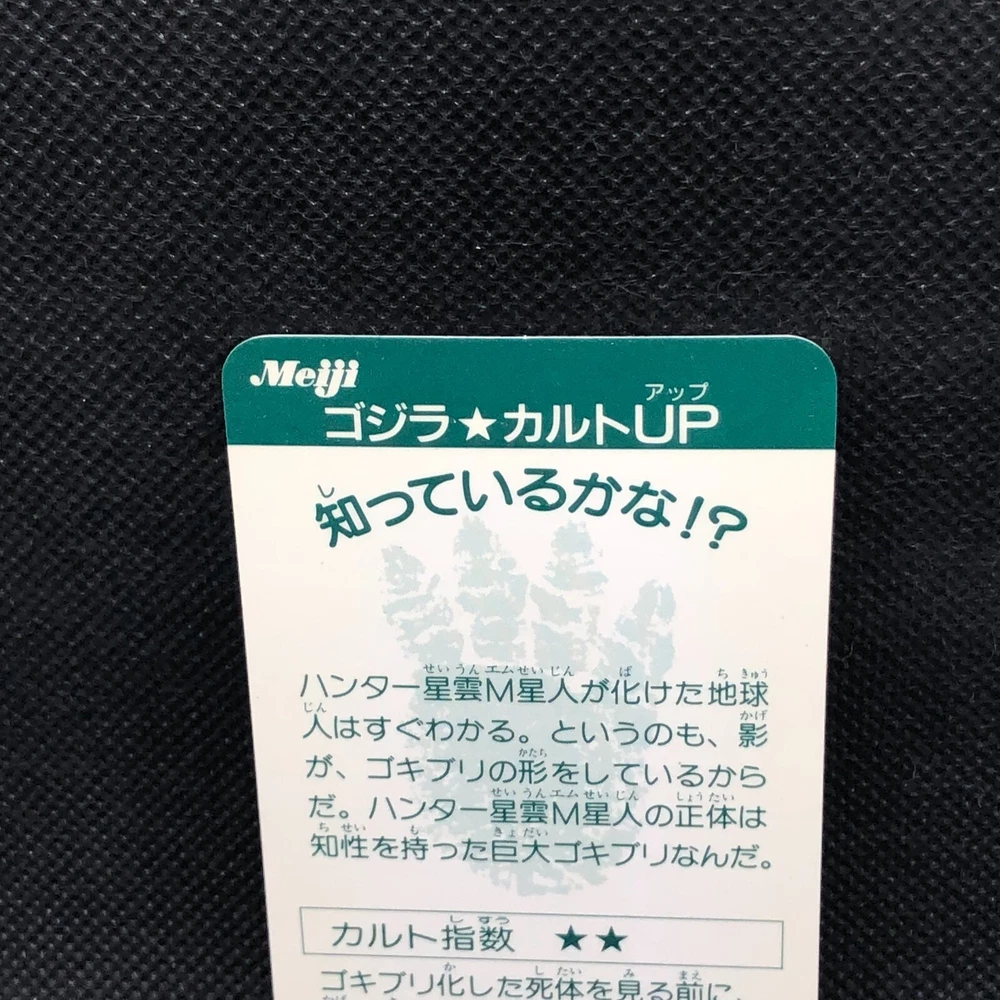 Meiji
ゴジラ★カルトUP
アップ
知っているかな!?
し
ハンター星雲M星人が化けた地球
せいうんエムせいじん ば ちきゅう
人はすぐわかる。というのも、影
じん かげ
が、ゴキブリの形をしているから
かたち
だ。ハンター星雲M星人の正体は
せいうんエムせいじん しょうたい
知性を持った巨大ゴキブリなんだ。
ちせい も きょだい
カルト指数 ★★
しすう
ゴキブリ化した死体を見る前に、
か したい み まえ